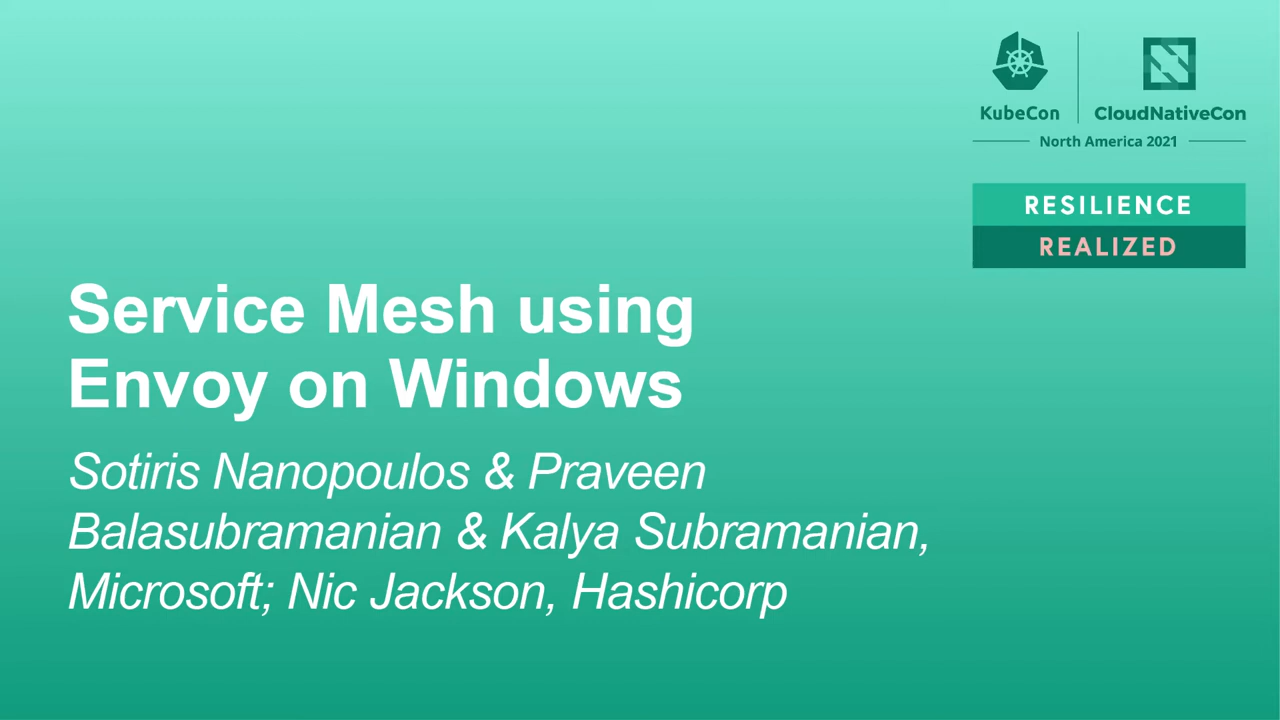 KubeCon
CloudNativeCon
North America 2021
RESILIENCE
REALIZED
Service Mesh using
Envoy on Windows
Sotiris Nanopoulos & Praveen
Balasubramanian & Kalya Subramanian,
Microsoft; Nic Jackson, Hashicorp